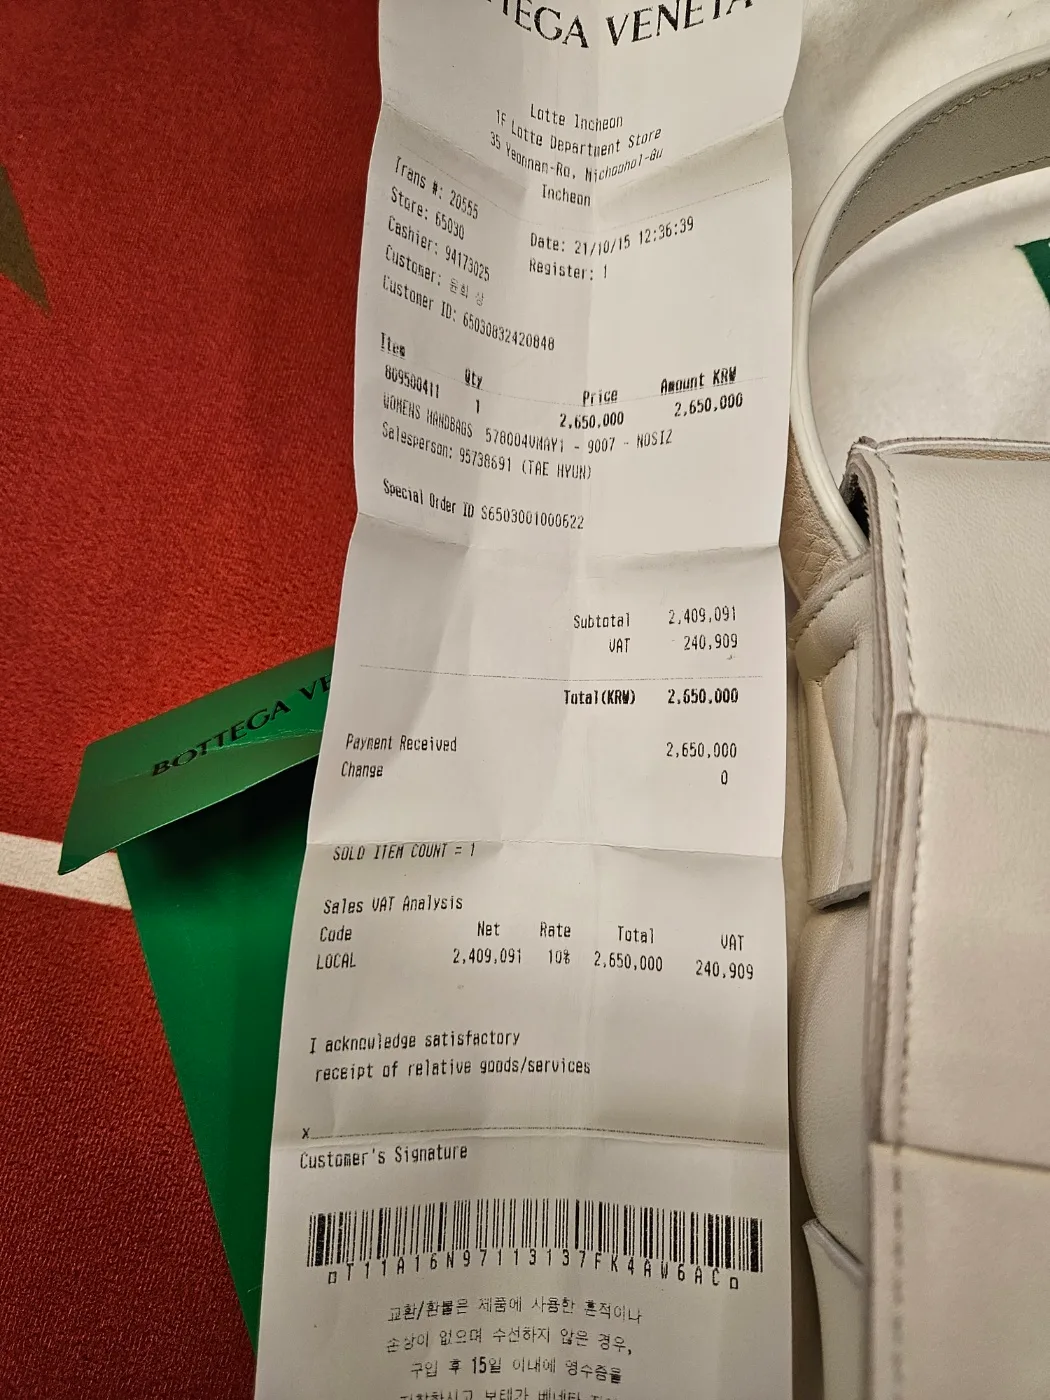 TEGA VENETA
Lotte Incheon
1F Lotte Department Store
35 Yeonnam-Ro, Michuhol-Gu
Incheon
Trans #: 20555
Store: 65030
Date: 21/10/15 12:36:39
Cashier: 94173025
Register: 1
Customer:
Customer ID: 65030832420848
Item Qty Price Amount KRW
809500411 1 2,650,000 2,650,000
WOMENS HANDBAGS 578004VMAY1 - 9007 - NOSIZ
Salesperson: 95738691 (TAE HYUN)
Special Order ID S6503001000622
Subtotal 2,409,091
VAT 240,909
Total(KRW) 2,650,000
Payment Received 2,650,000
Change 0
SOLD ITEM COUNT = 1
Sales VAT Analysis
Code Net Rate Total VAT
LOCAL 2,409,091 10% 2,650,000 240,909
I acknowledge satisfactory
receipt of relative goods/services
x
Customer's Signature
T11A16N97113137FK4AW6AC
교환/환불은 제품에 사용한 흔적이나
손상이 없으며 수선하지 않은 경우,
구입 후 15일 이내에 영수증을
BOTTEGA VE